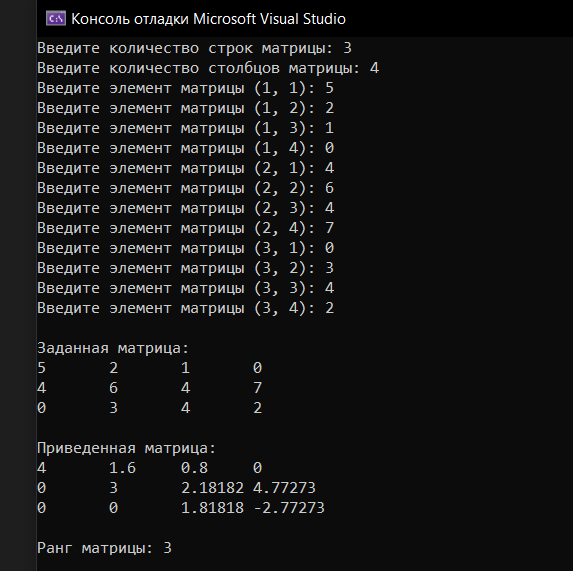 C:\ Консоль отладки Microsoft Visual Studio
Введите количество строк матрицы: 3
Введите количество столбцов матрицы: 4
Введите элемент матрицы (1, 1): 5
Введите элемент матрицы (1, 2): 2
Введите элемент матрицы (1, 3): 1
Введите элемент матрицы (1, 4): 0
Введите элемент матрицы (2, 1): 4
Введите элемент матрицы (2, 2): 6
Введите элемент матрицы (2, 3): 4
Введите элемент матрицы (2, 4): 7
Введите элемент матрицы (3, 1): 0
Введите элемент матрицы (3, 2): 3
Введите элемент матрицы (3, 3): 4
Введите элемент матрицы (3, 4): 2
Заданная матрица:
5 2 1 0
4 6 4 7
0 3 4 2
Приведенная матрица:
4 1.6 0.8 0
0 3 2.18182 4.77273
0 0 1.81818 -2.77273
Ранг матрицы: 3